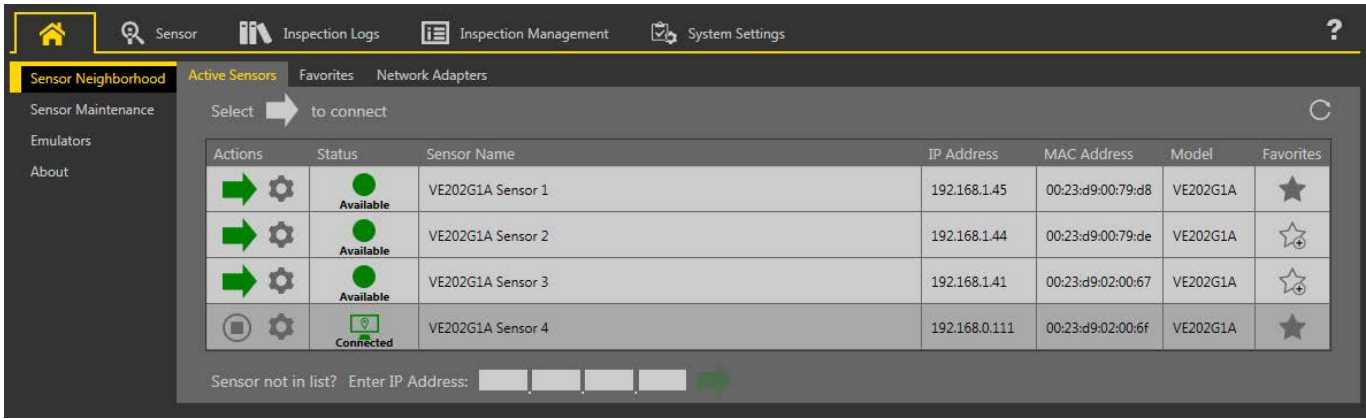 Sensor Inspection Logs Inspection Management System Settings ?
Sensor Neighborhood
Sensor Maintenance
Emulators
About
Active Sensors Favorites Network Adapters
Select to connect
Actions Status Sensor Name IP Address MAC Address Model Favorites
Available VE202G1A Sensor 1 192.168.1.45 00:23:d9:00:79:d8 VE202G1A
Available VE202G1A Sensor 2 192.168.1.44 00:23:d9:00:79:de VE202G1A
Available VE202G1A Sensor 3 192.168.1.41 00:23:d9:02:00:67 VE202G1A
Connected VE202G1A Sensor 4 192.168.0.111 00:23:d9:02:00:6f VE202G1A
Sensor not in list? Enter IP Address: . . .